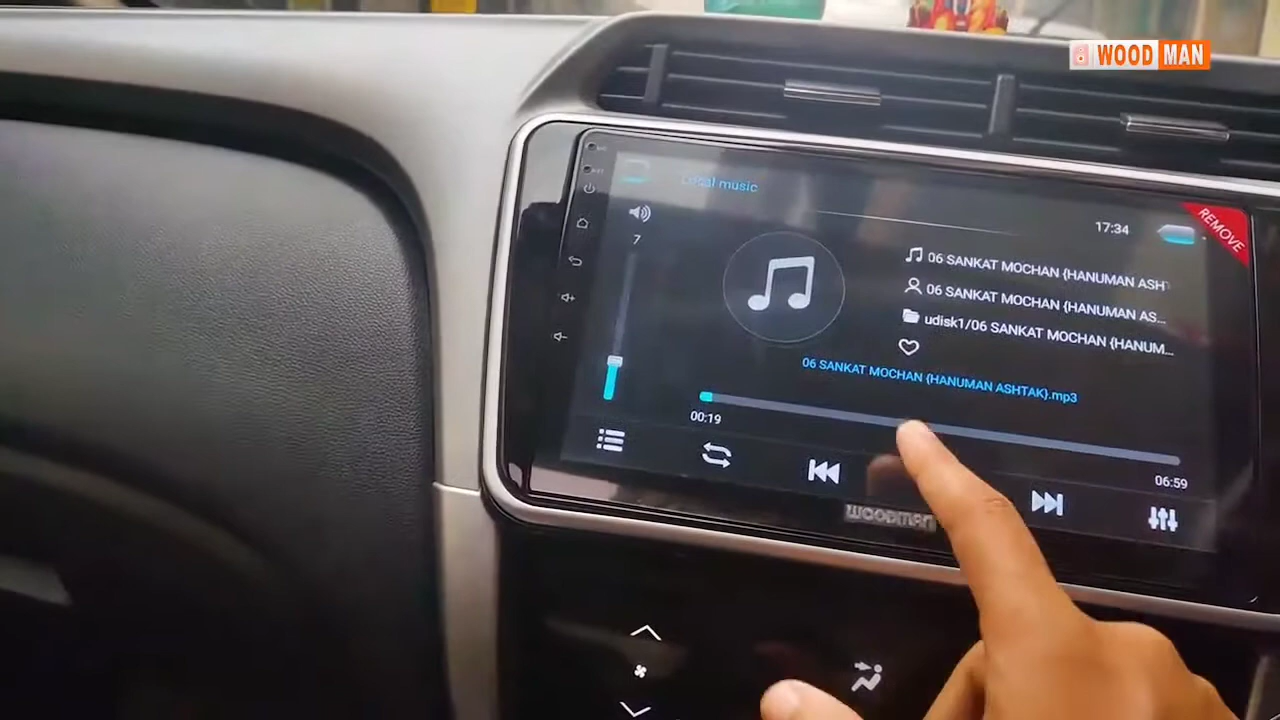 WOOD MAN
Local music
17:34
REMOVE
7
06 SANKAT MOCHAN {HANUMAN ASH
06 SANKAT MOCHAN {HANUMAN AS...
udisk1/06 SANKAT MOCHAN {HANUM...
06 SANKAT MOCHAN {HANUMAN ASHTAK}.mp3
00:19
06:59
WOODMAN